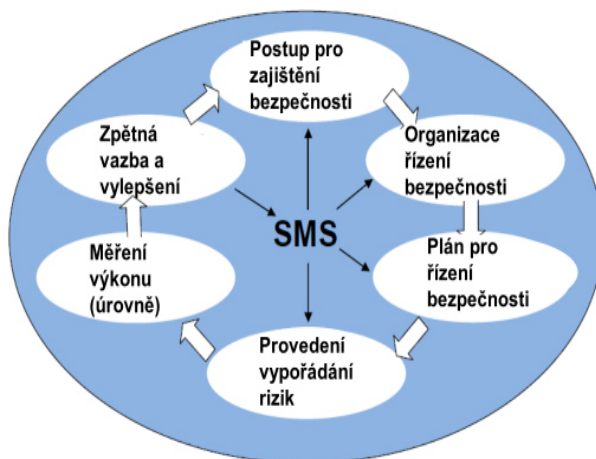 Postup pro
zajištění
bezpečnosti
Organizace
řízení
bezpečnosti
Plán pro
řízení
bezpečnosti
Provedení
vypořádání
rizik
Měření
výkonu
(úrovně)
Zpětná
vazba a
vylepšení
SMS